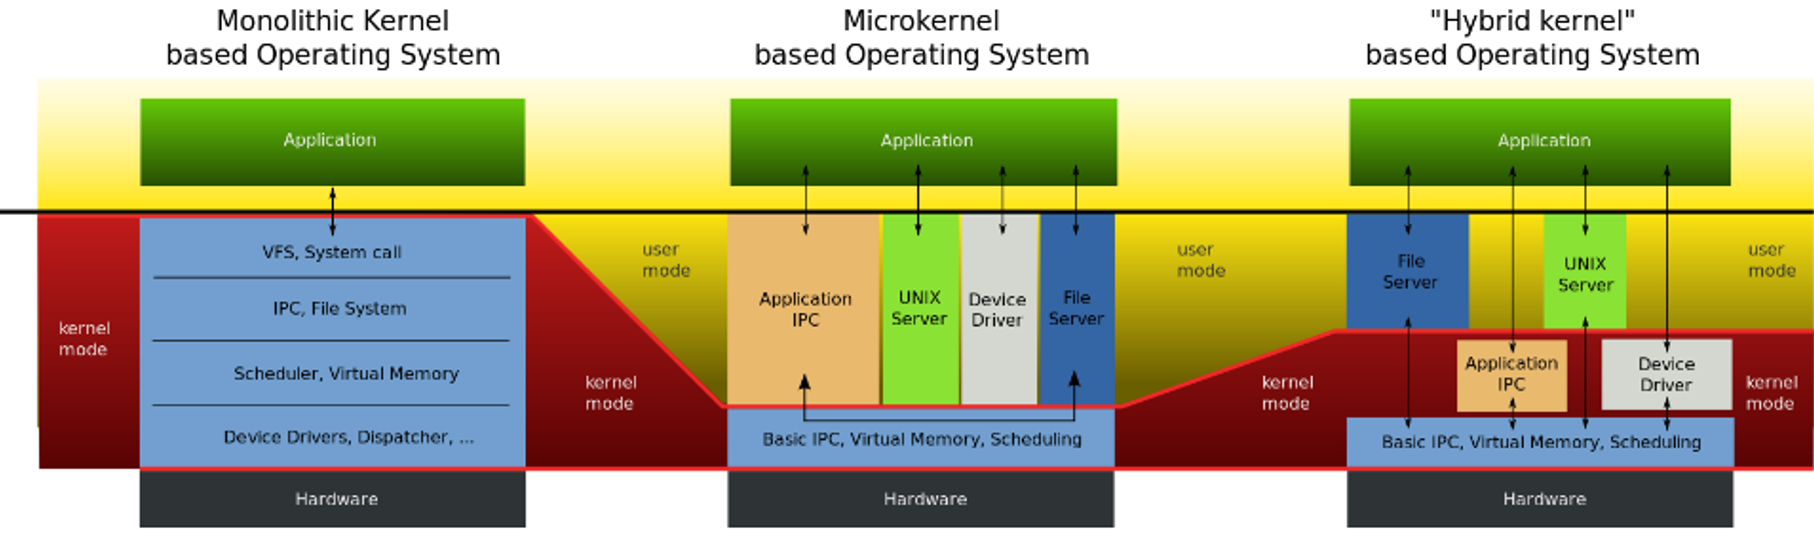 Monolithic Kernel
based Operating System
Microkernel
based Operating System
"Hybrid kernel"
based Operating System
Application
VFS, System call
IPC, File System
Scheduler, Virtual Memory
Device Drivers, Dispatcher, ...
Hardware
kernel
mode
kernel
mode
user
mode
Application
Application
IPC
UNIX
Server
Device
Driver
File
Server
Basic IPC, Virtual Memory, Scheduling
Hardware
user
mode
kernel
mode
Application
File
Server
UNIX
Server
Application
IPC
Device
Driver
Basic IPC, Virtual Memory, Scheduling
Hardware
user
mode
kernel
mode